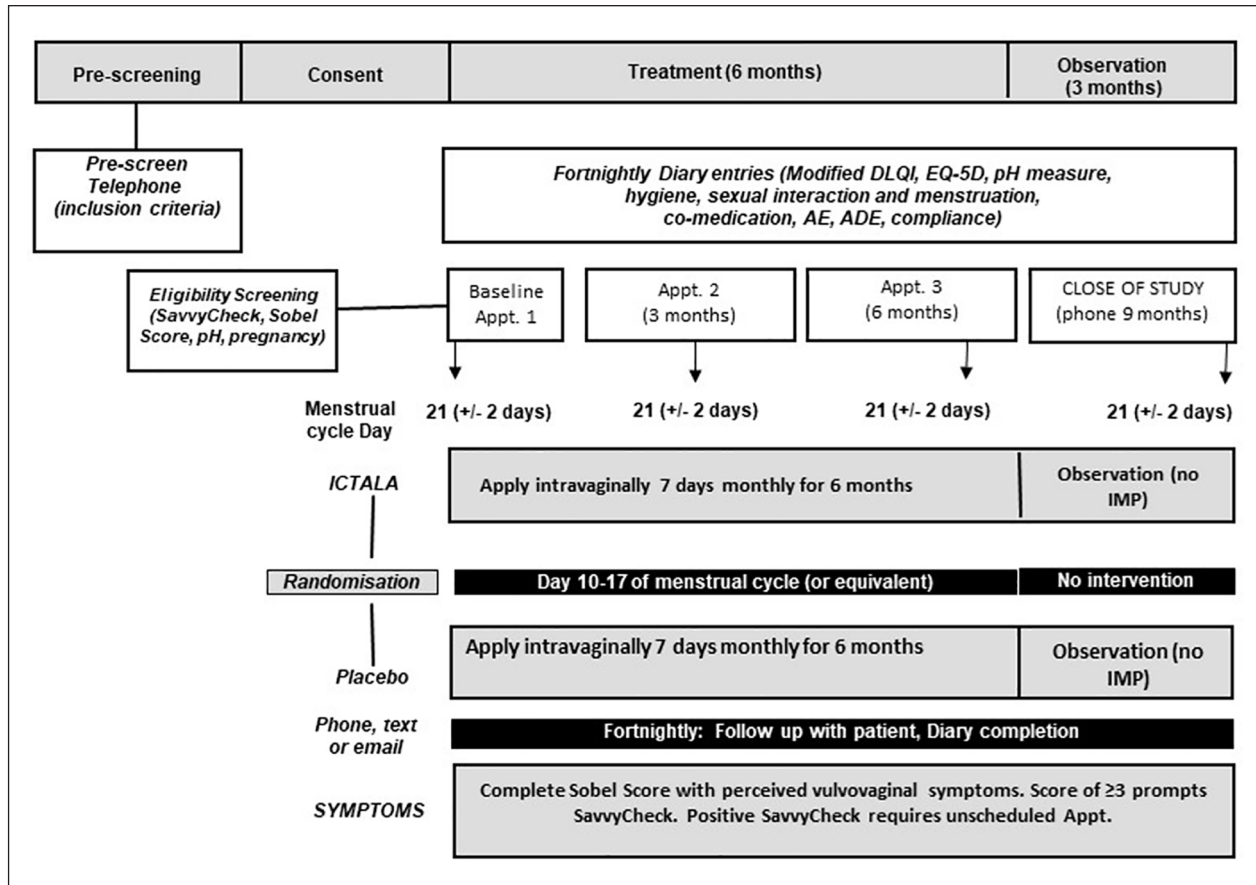 Pre-screening
Consent
Treatment (6 months)
Observation
(3 months)
Pre-screen
Telephone
(inclusion criteria)
Fortnightly Diary entries (Modified DLQI, EQ-5D, pH measure,
hygiene, sexual interaction and menstruation,
co-medication, AE, ADE, compliance)
Eligibility Screening
(SavvyCheck, Sobel
Score, pH, pregnancy)
Baseline
Appt. 1
Appt. 2
(3 months)
Appt. 3
(6 months)
CLOSE OF STUDY
(phone 9 months)
Menstrual
cycle Day
21 (+/- 2 days)
21 (+/- 2 days)
21 (+/- 2 days)
21 (+/- 2 days)
ICTALA
Apply intravaginally 7 days monthly for 6 months
Observation (no
IMP)
Randomisation
Day 10-17 of menstrual cycle (or equivalent)
No intervention
Placebo
Apply intravaginally 7 days monthly for 6 months
Observation (no
IMP)
Phone, text
or email
Fortnightly: Follow up with patient, Diary completion
SYMPTOMS
Complete Sobel Score with perceived vulvovaginal symptoms. Score of ≥3 prompts
SavvyCheck. Positive SavvyCheck requires unscheduled Appt.